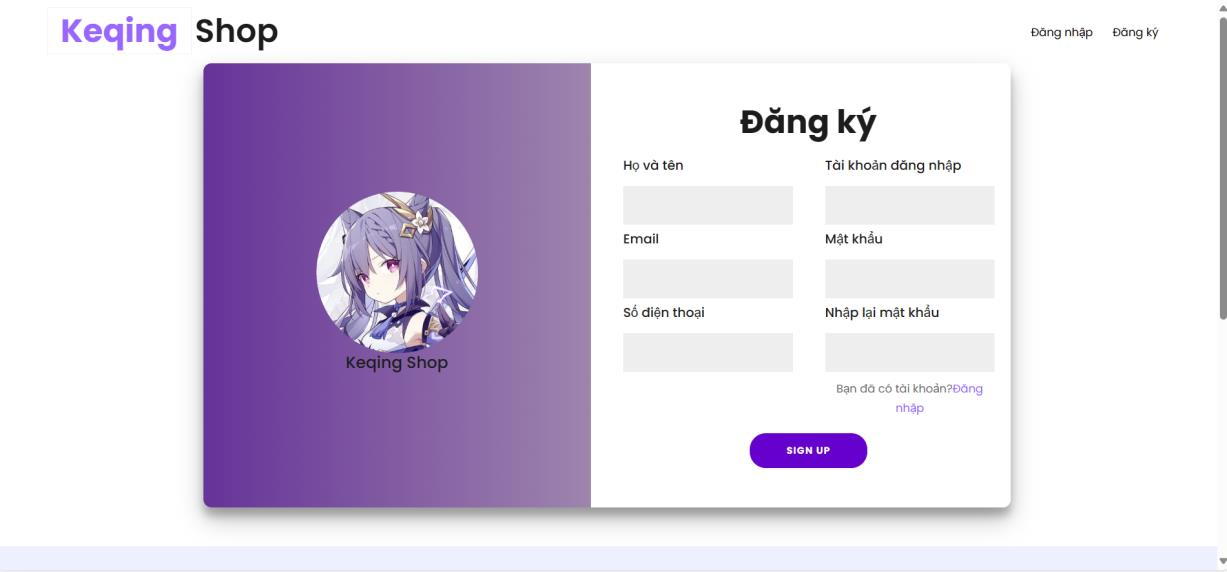 Keqing Shop
Đăng nhập Đăng ký
Keqing Shop
Đăng ký
Họ và tên
Tài khoản đăng nhập
Email
Mật khẩu
Số điện thoại
Nhập lại mật khẩu
Bạn đã có tài khoản?Đăng
nhập
SIGN UP